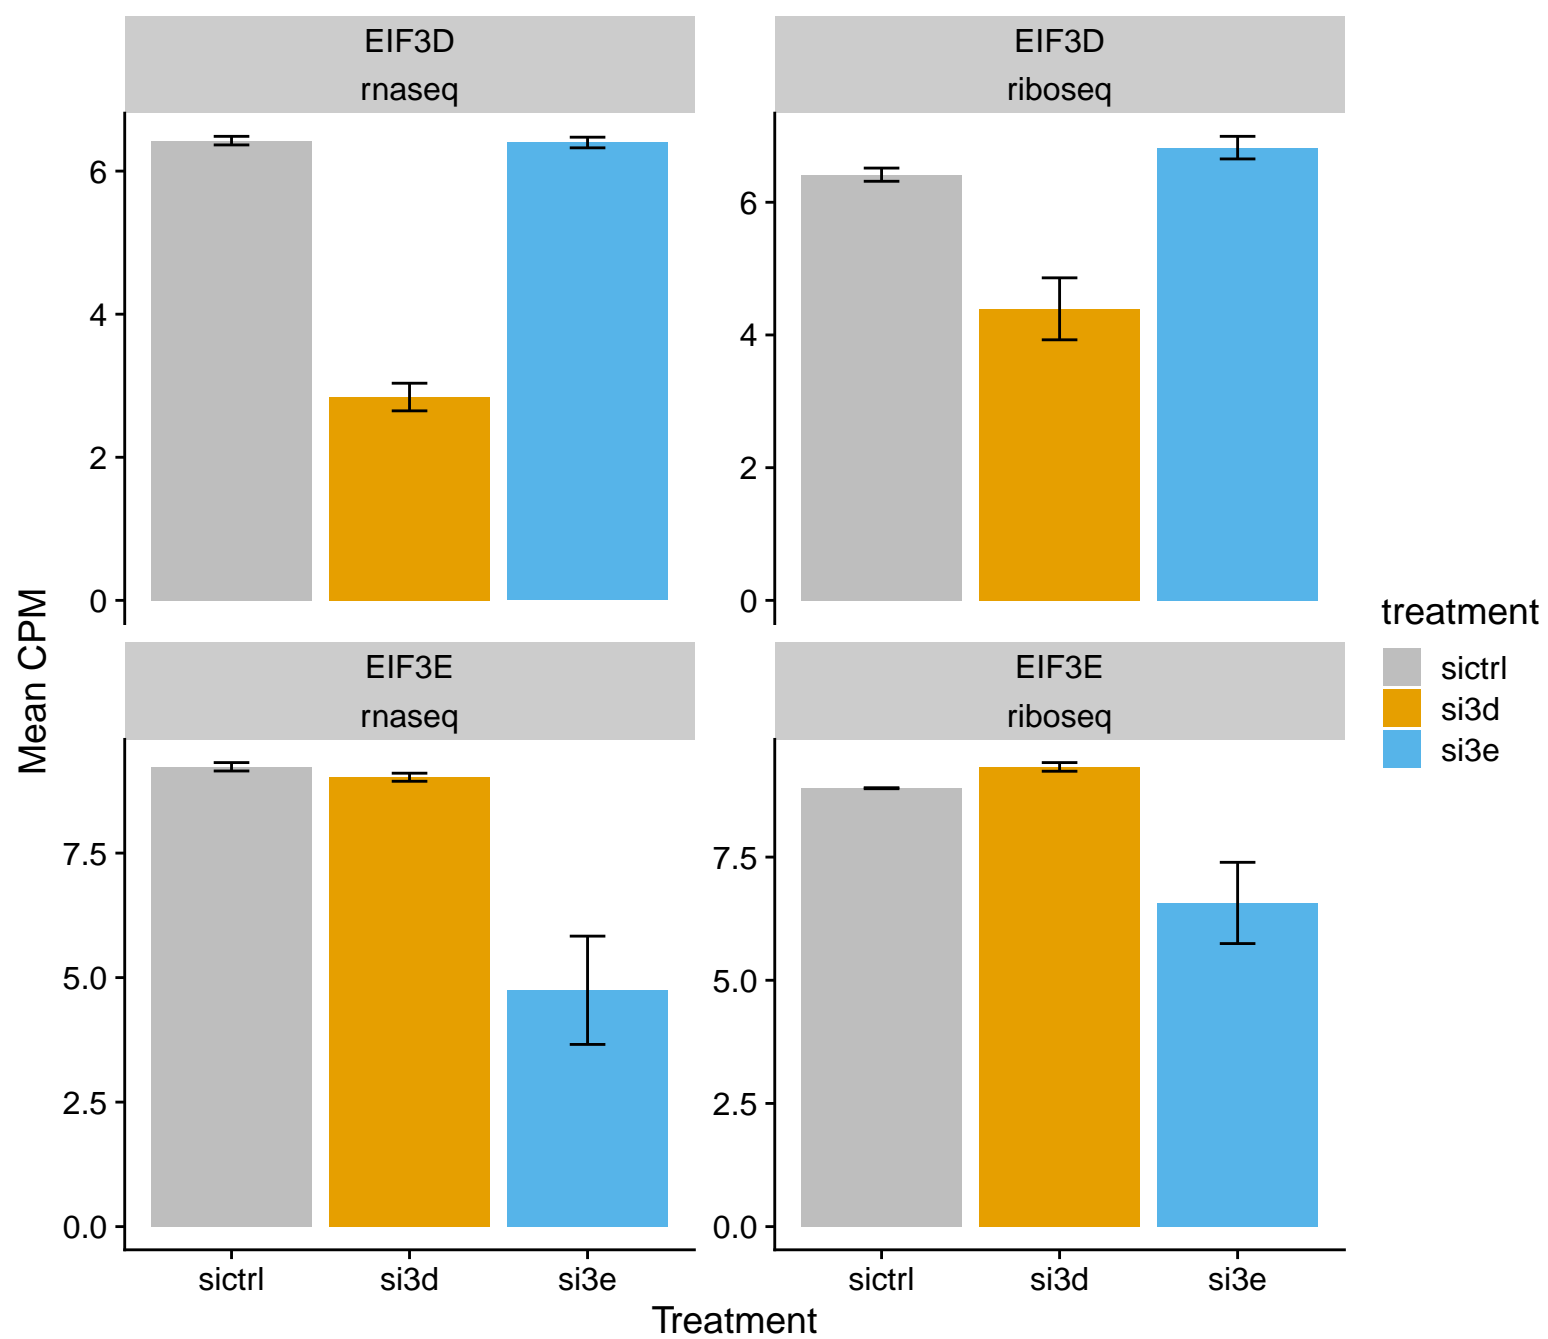 EIF3D
rnaseq
EIF3D
riboseq
6
4
2
0
6
4
2
0
Mean CPM
EIF3E
rnaseq
EIF3E
riboseq
7.5
5.0
2.5
0.0
7.5
5.0
2.5
0.0
sictrl
si3d
si3e
sictrl
si3d
si3e
Treatment
treatment
sictrl
si3d
si3e